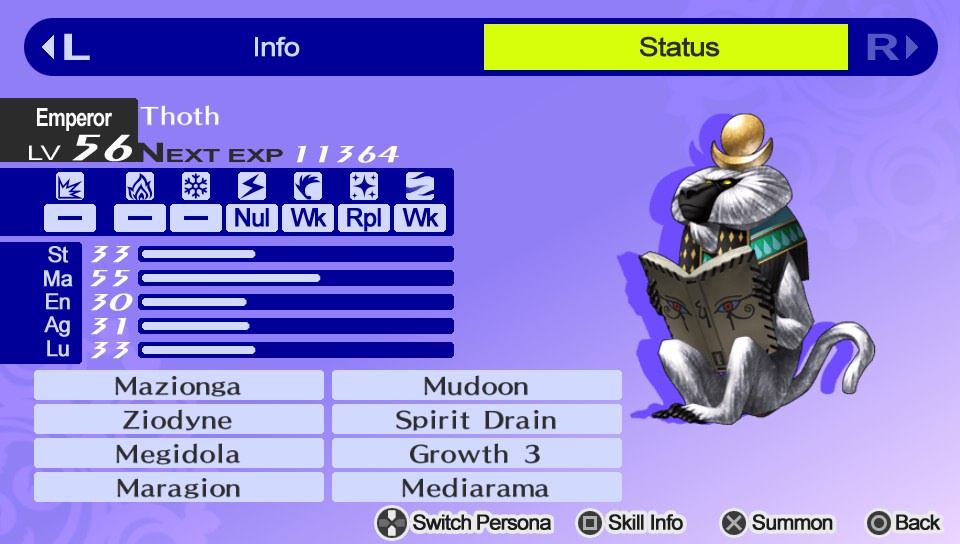 L Info Status R
Emperor Thoth
LV 56 NEXT EXP 11364
— — — Nul Wk Rpl Wk
St 33
Ma 55
En 30
Ag 31
Lu 33
Mazionga Mudoon
Ziodyne Spirit Drain
Megidola Growth 3
Maragion Mediarama
Switch Persona Skill Info Summon Back